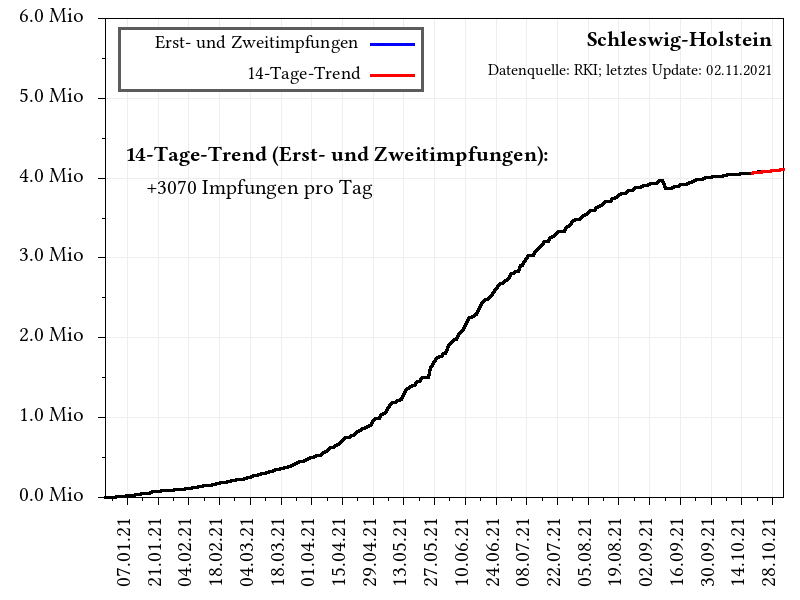 6.0 Mio
5.0 Mio
4.0 Mio
3.0 Mio
2.0 Mio
1.0 Mio
0.0 Mio
Erst- und Zweitimpfungen
14-Tage-Trend
Schleswig-Holstein
Datenquelle: RKI; letztes Update: 02.11.2021
14-Tage-Trend (Erst- und Zweitimpfungen):
+3070 Impfungen pro Tag
07.01.21
21.01.21
04.02.21
18.02.21
04.03.21
18.03.21
01.04.21
15.04.21
29.04.21
13.05.21
27.05.21
10.06.21
24.06.21
08.07.21
22.07.21
05.08.21
19.08.21
02.09.21
16.09.21
30.09.21
14.10.21
28.10.21